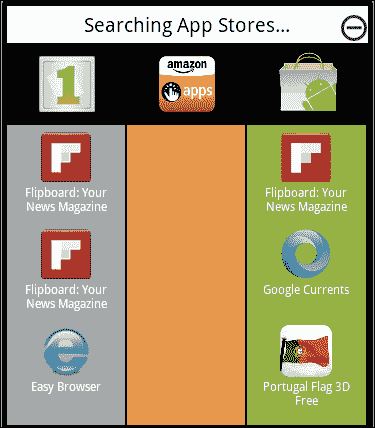 Searching App Stores...
1
amazon
apps
Flipboard: Your
News Magazine
Flipboard: Your
News Magazine
Flipboard: Your
News Magazine
Google Currents
Easy Browser
Portugal Flag 3D
Free